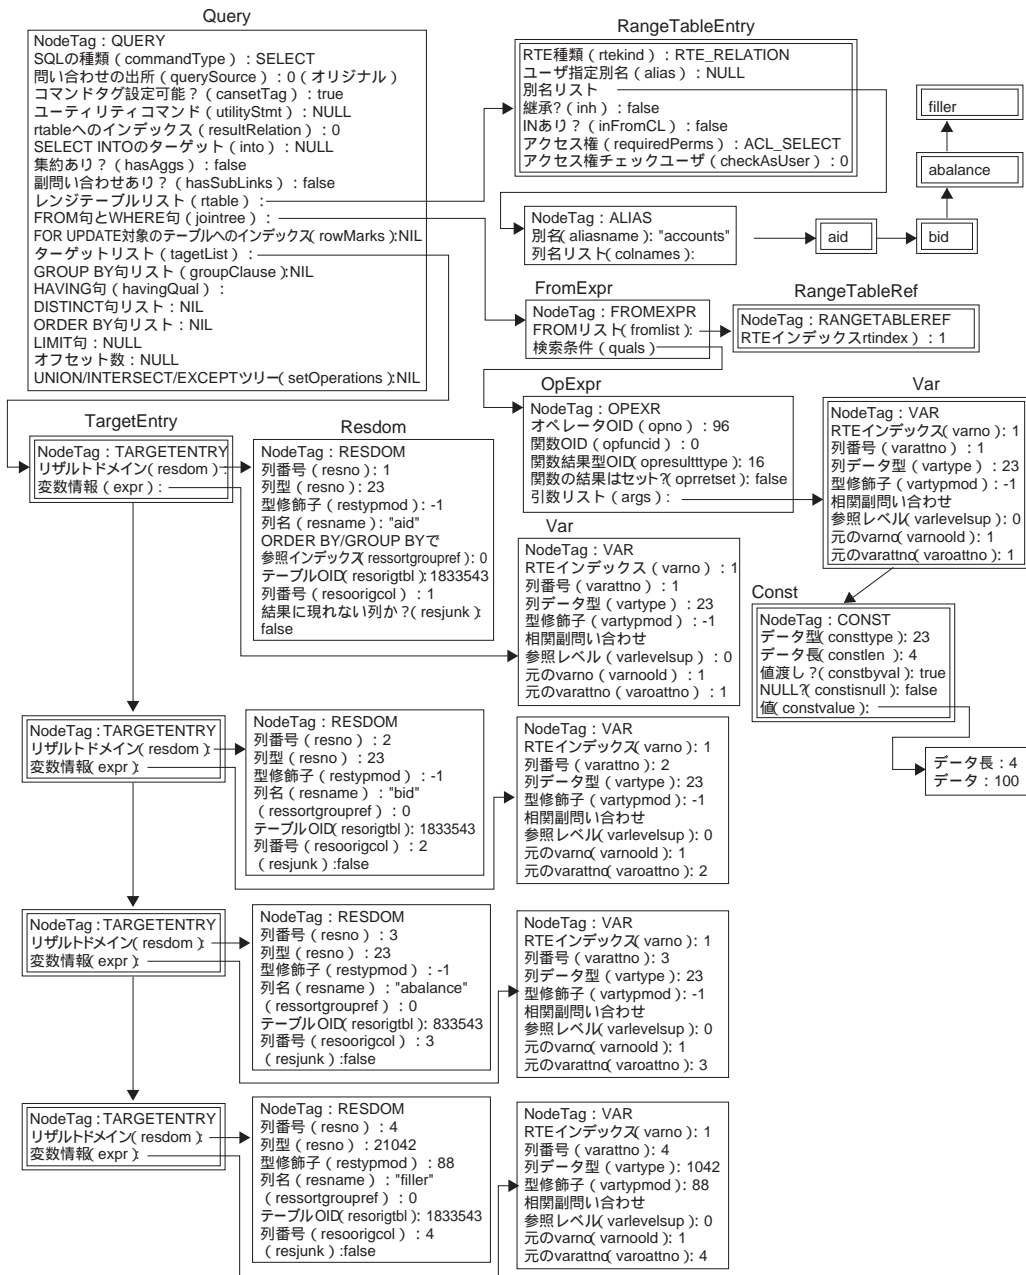 Query
NodeTag : QUERY
SQLの種類 ( commandType ) : SELECT
問い合わせの出所 ( querySource ) : 0 ( オリジナル )
コマンドタグ設定可能? ( cansetTag ) : true
ユーティリティコマンド ( utilityStmt ) : NULL
rtableへのインデックス ( resultRelation ) : 0
SELECT INTOのターゲット ( into ) : NULL
集約あり? ( hasAggs ) : false
副問い合わせあり? ( hasSubLinks ) : false
レンジテーブルリスト ( rtable ) :
FROM句とWHERE句 ( jointree ) :
FOR UPDATE対象のテーブルへのインデックス( rowMarks ):NIL
ターゲットリスト ( tagetList ) :
GROUP BY句リスト ( groupClause ):NIL
HAVING句 ( havingQual ) :
DISTINCT句リスト : NIL
ORDER BY句リスト : NIL
LIMIT句 : NULL
オフセット数 : NULL
UNION/INTERSECT/EXCEPTツリー( setOperations ):NIL
RangeTableEntry
RTE種類 ( rtekind ) : RTE_RELATION
ユーザ指定別名 ( alias ) : NULL
別名リスト
継承? ( inh ) : false
INあり? ( inFromCL ) : false
アクセス権 ( requiredPerms ) : ACL_SELECT
アクセス権チェックユーザ ( checkAsUser ) : 0
filler
abalance
NodeTag : ALIAS
別名( aliasname ): "accounts"
列名リスト( colnames ):
aid
bid
FromExpr
NodeTag : FROMEXPR
FROMリスト( fromlist ):
検索条件 ( quals )
RangeTableRef
NodeTag : RANGETABLEREF
RTEインデックスrtindex ) : 1
OpExpr
NodeTag : OPEXR
オペレータOID ( opno ) : 96
関数OID ( opfuncid ) : 0
関数結果型OID( opresultttype ): 16
関数の結果はセット?( oprretset ): false
引数リスト ( args ) :
Var
NodeTag : VAR
RTEインデックス( varno ): 1
列番号 ( varattno ) : 1
列データ型 ( vartype ) : 23
型修飾子 ( vartypmod ): -1
相関副問い合わせ
参照レベル( varlevelsup ): 0
元のvarno( varnoold ): 1
元のvarattno( varoattno ): 1
TargetEntry
NodeTag : TARGETENTRY
リザルトドメイン( resdom ):
変数情報 ( expr ) :
Resdom
NodeTag : RESDOM
列番号 ( resno ): 1
列型 ( resno ): 23
型修飾子 ( restypmod ): -1
列名 ( resname ) : "aid"
ORDER BY/GROUP BYで
参照インデックス( ressortgroupref ): 0
テーブルOID( resorigtbl ): 1833543
列番号 ( resoorigcol ) : 1
結果に現れない列か? ( resjunk ):
false
Var
NodeTag : VAR
RTEインデックス ( varno ) : 1
列番号 ( varattno ) : 1
列データ型 ( vartype ) : 23
型修飾子 ( vartypmod ) : -1
相関副問い合わせ
参照レベル ( varlevelsup ) : 0
元のvarno ( varnoold ) : 1
元のvarattno ( varoattno ) : 1
Const
NodeTag : CONST
データ型( consttype ): 23
データ長( constlen ) : 4
値渡し? ( constbyval ): true
NULL?( constisnull ): false
値( constvalue ):
データ長 : 4
データ : 100
NodeTag : TARGETENTRY
リザルトドメイン( resdom ):
変数情報( expr ):
NodeTag : RESDOM
列番号 ( resno ) : 2
列型 ( resno ) : 23
型修飾子 ( restypmod ) : -1
列名 ( resname ) : "bid"
( ressortgroupref ) : 0
テーブルOID( resorigtbl ): 1833543
列番号 ( resoorigcol ) : 2
( resjunk ) :false
NodeTag : VAR
RTEインデックス( varno ): 1
列番号 ( varattno ): 2
列データ型 ( vartype ): 23
型修飾子 ( vartypmod ): -1
相関副問い合わせ
参照レベル( varlevelsup ): 0
元のvarno( varnoold ): 1
元のvarattno( varoattno ): 2
NodeTag : TARGETENTRY
リザルトドメイン( resdom ):
変数情報( expr ):
NodeTag : RESDOM
列番号 ( resno ) : 3
列型 ( resno ) : 23
型修飾子 ( restypmod ) : -1
列名 ( resname ) : "abalance"
( ressortgroupref ) : 0
テーブルOID( resorigtbl ): 833543
列番号 ( resoorigcol ) : 3
( resjunk ) :false
NodeTag : VAR
RTEインデックス( varno ): 1
列番号 ( varattno ): 3
列データ型 ( vartype ): 23
型修飾子 ( vartypmod ): -1
相関副問い合わせ
参照レベル( varlevelsup ): 0
元のvarno( varnoold ): 1
元のvarattno( varoattno ): 3
NodeTag : TARGETENTRY
リザルトドメイン( resdom ):
変数情報( expr ):
NodeTag : RESDOM
列番号 ( resno ) : 4
列型 ( resno ) : 21042
型修飾子 ( restypmod ) : 88
列名 ( resname ) : "filler"
( ressortgroupref ) : 0
テーブルOID( resorigtbl ): 1833543
列番号 ( resoorigcol ) : 4
( resjunk ) :false
NodeTag : VAR
RTEインデックス( varno ): 1
列番号 ( varattno ): 4
列データ型 ( vartype ): 1042
型修飾子 ( vartypmod ): 88
相関副問い合わせ
参照レベル( varlevelsup ): 0
元のvarno( varnoold ): 1
元のvarattno( varoattno ): 4